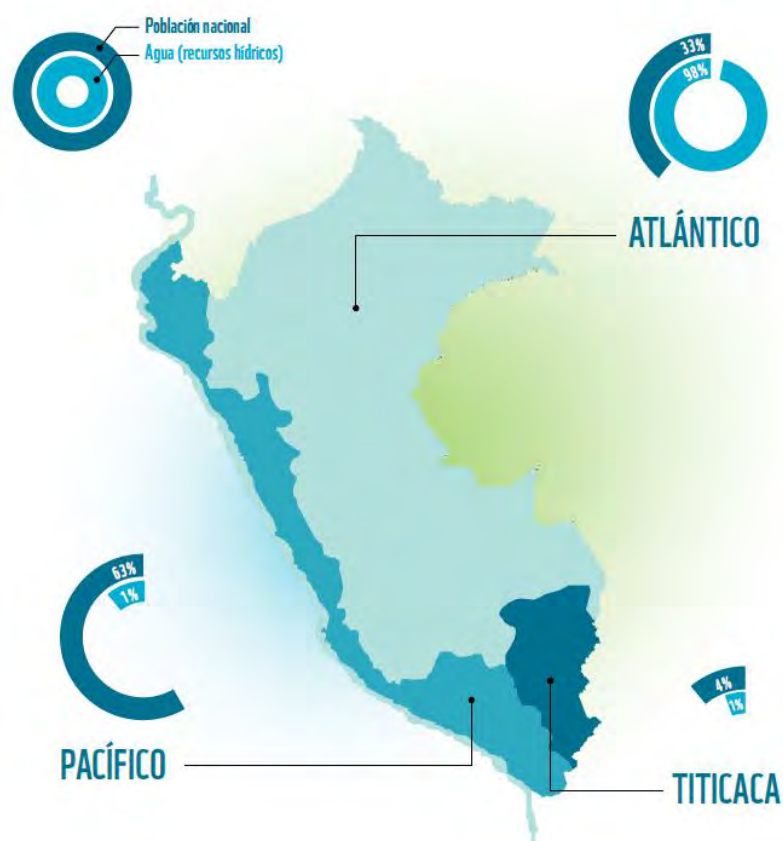 Población nacional
Agua (recursos hídricos)
33%
98%
ATLÁNTICO
63%
1%
PACÍFICO
4%
1%
TITICACA